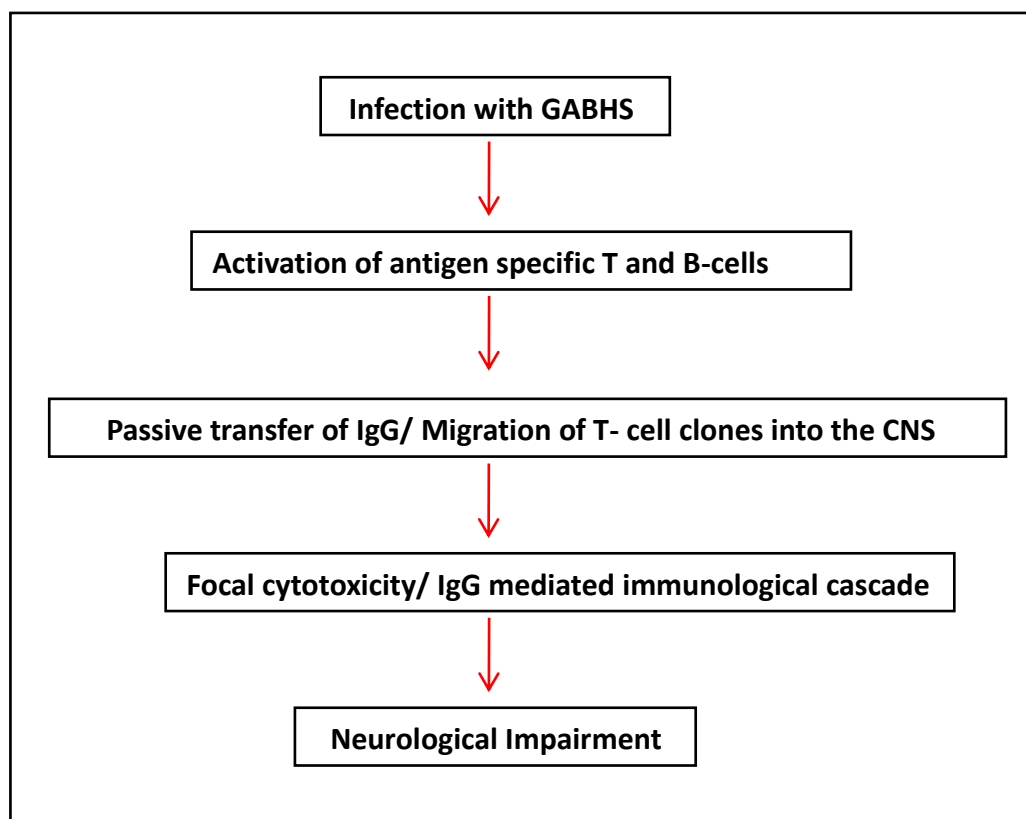 Infection with GABHS
Activation of antigen specific T and B-cells
Passive transfer of IgG/ Migration of T- cell clones into the CNS
Focal cytotoxicity/ IgG mediated immunological cascade
Neurological Impairment